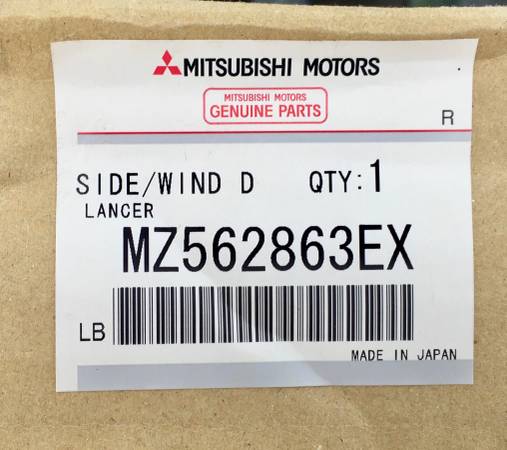 MITSUBISHI MOTORS
MITSUBISHI MOTORS
GENUINE PARTS
R
SIDE/WIND D QTY:1
LANCER
MZ562863EX
LB
MADE IN JAPAN